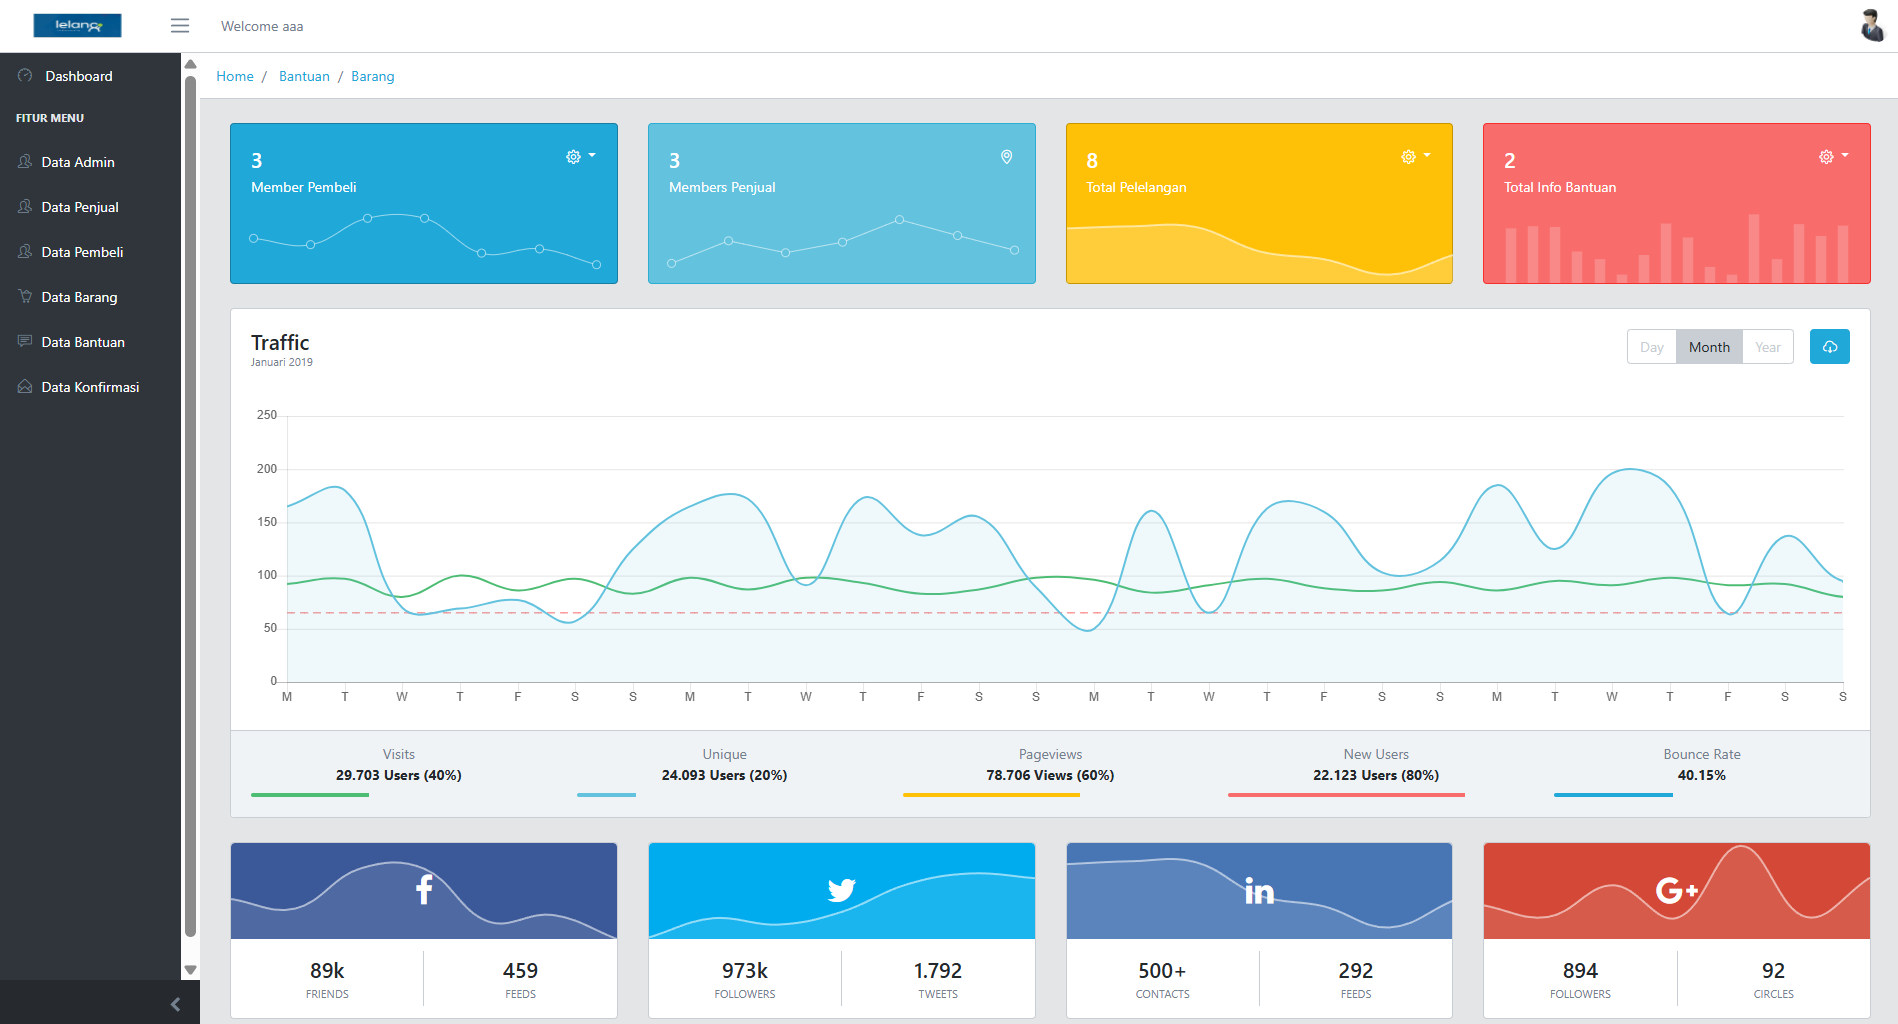 lelang
Welcome aaa
Dashboard
FITUR MENU
Data Admin
Data Penjual
Data Pembeli
Data Barang
Data Bantuan
Data Konfirmasi
Home / Bantuan / Barang
3
Member Pembeli
3
Members Penjual
8
Total Pelelangan
2
Total Info Bantuan
Traffic
Januari 2019
Day Month Year
250
200
150
100
50
0
M T W T F S S M T W T F S S M T W T F S S M T W T F S S
Visits
29.703 Users (40%)
Unique
24.093 Users (20%)
Pageviews
78.706 Views (60%)
New Users
22.123 Users (80%)
Bounce Rate
40.15%
f
in
G+
89k
FRIENDS
459
FEEDS
973k
FOLLOWERS
1.792
TWEETS
500+
CONTACTS
292
FEEDS
894
FOLLOWERS
92
CIRCLES